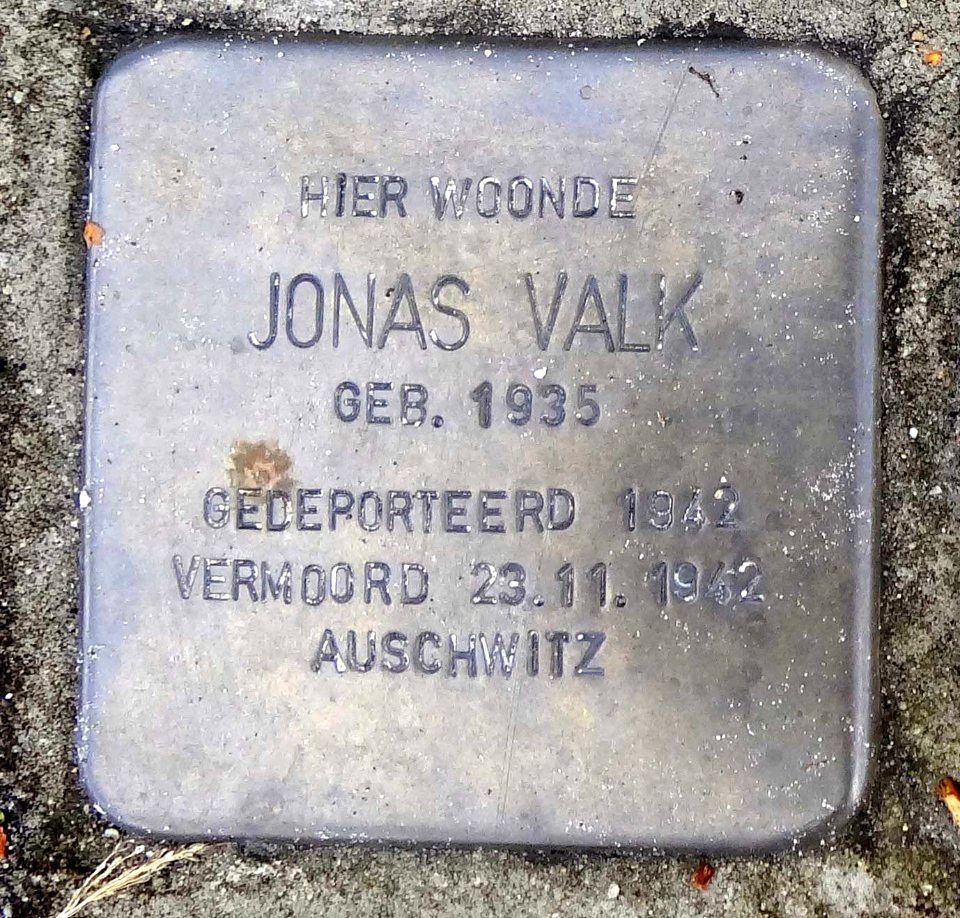 HIER WOONDE
JONAS VALK
GEB. 1935
GEDEPORTEERD 1942
VERMOORD 23.11.1942
AUSCHWITZ